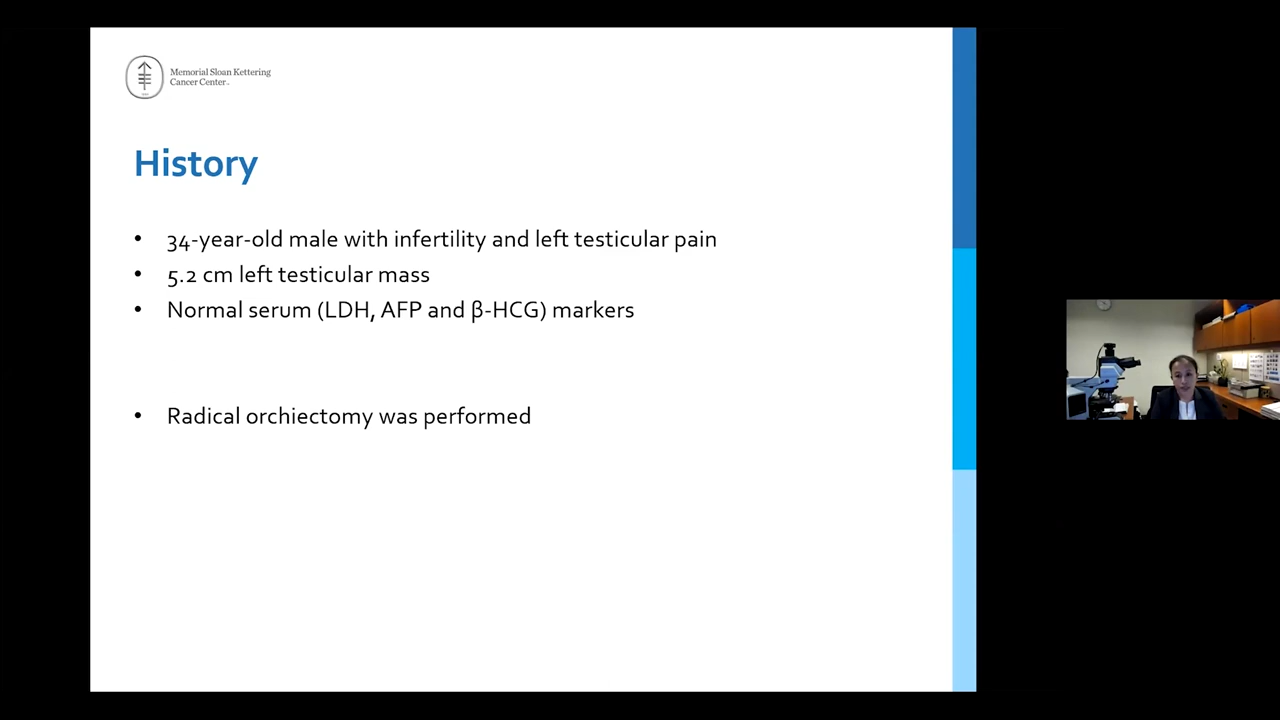 Memorial Sloan Kettering
Cancer Center
History
• 34-year-old male with infertility and left testicular pain
• 5.2 cm left testicular mass
• Normal serum (LDH, AFP and β-HCG) markers
• Radical orchiectomy was performed